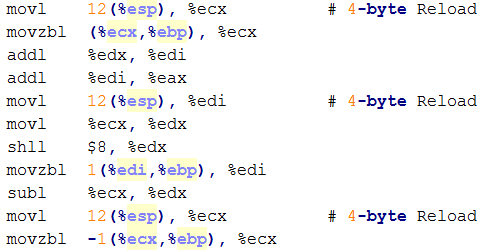 movl    12(%esp), %ecx          # 4-byte Reload
movzbl  (%ecx,%ebp), %ecx
addl    %edx, %edi
addl    %edi, %eax
movl    12(%esp), %edi          # 4-byte Reload
movl    %ecx, %edx
shll    $8, %edx
movzbl  1(%edi,%ebp), %edi
subl    %ecx, %edx
movl    12(%esp), %ecx          # 4-byte Reload
movzbl  -1(%ecx,%ebp), %ecx